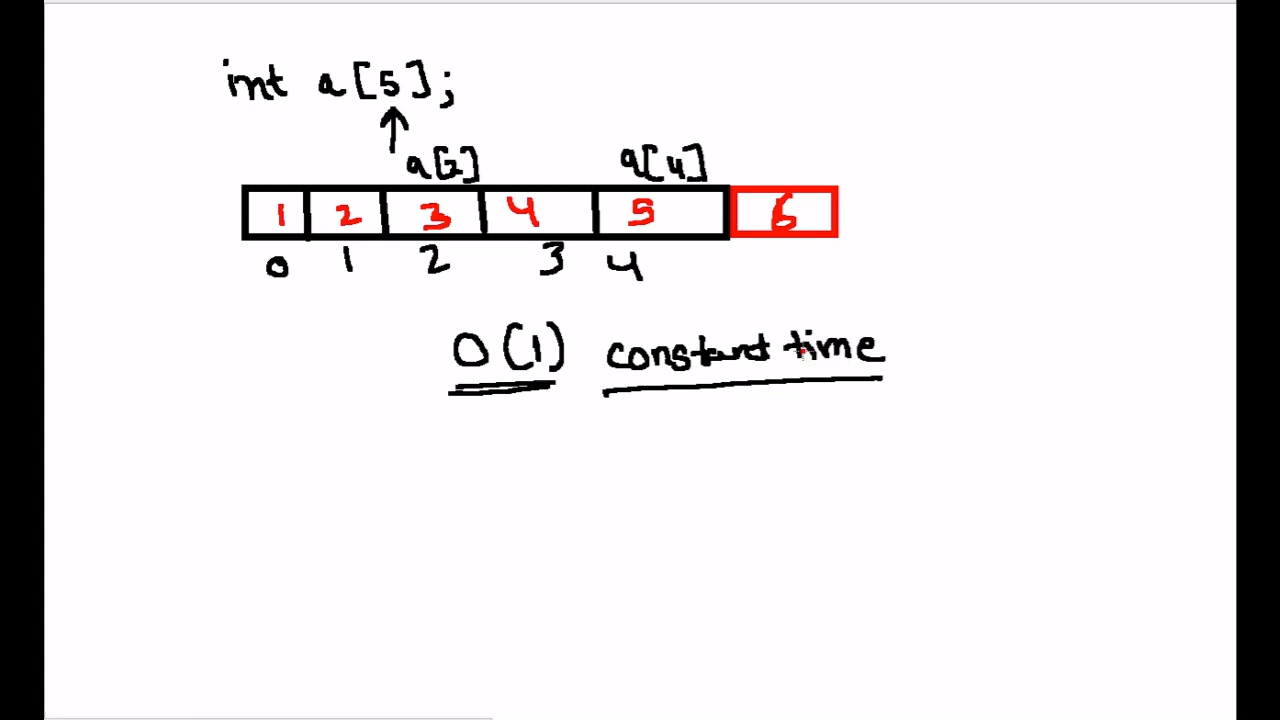 int a[5];
a[2] a[4]
1 2 3 4 5 6
0 1 2 3 4
O(1) constant time